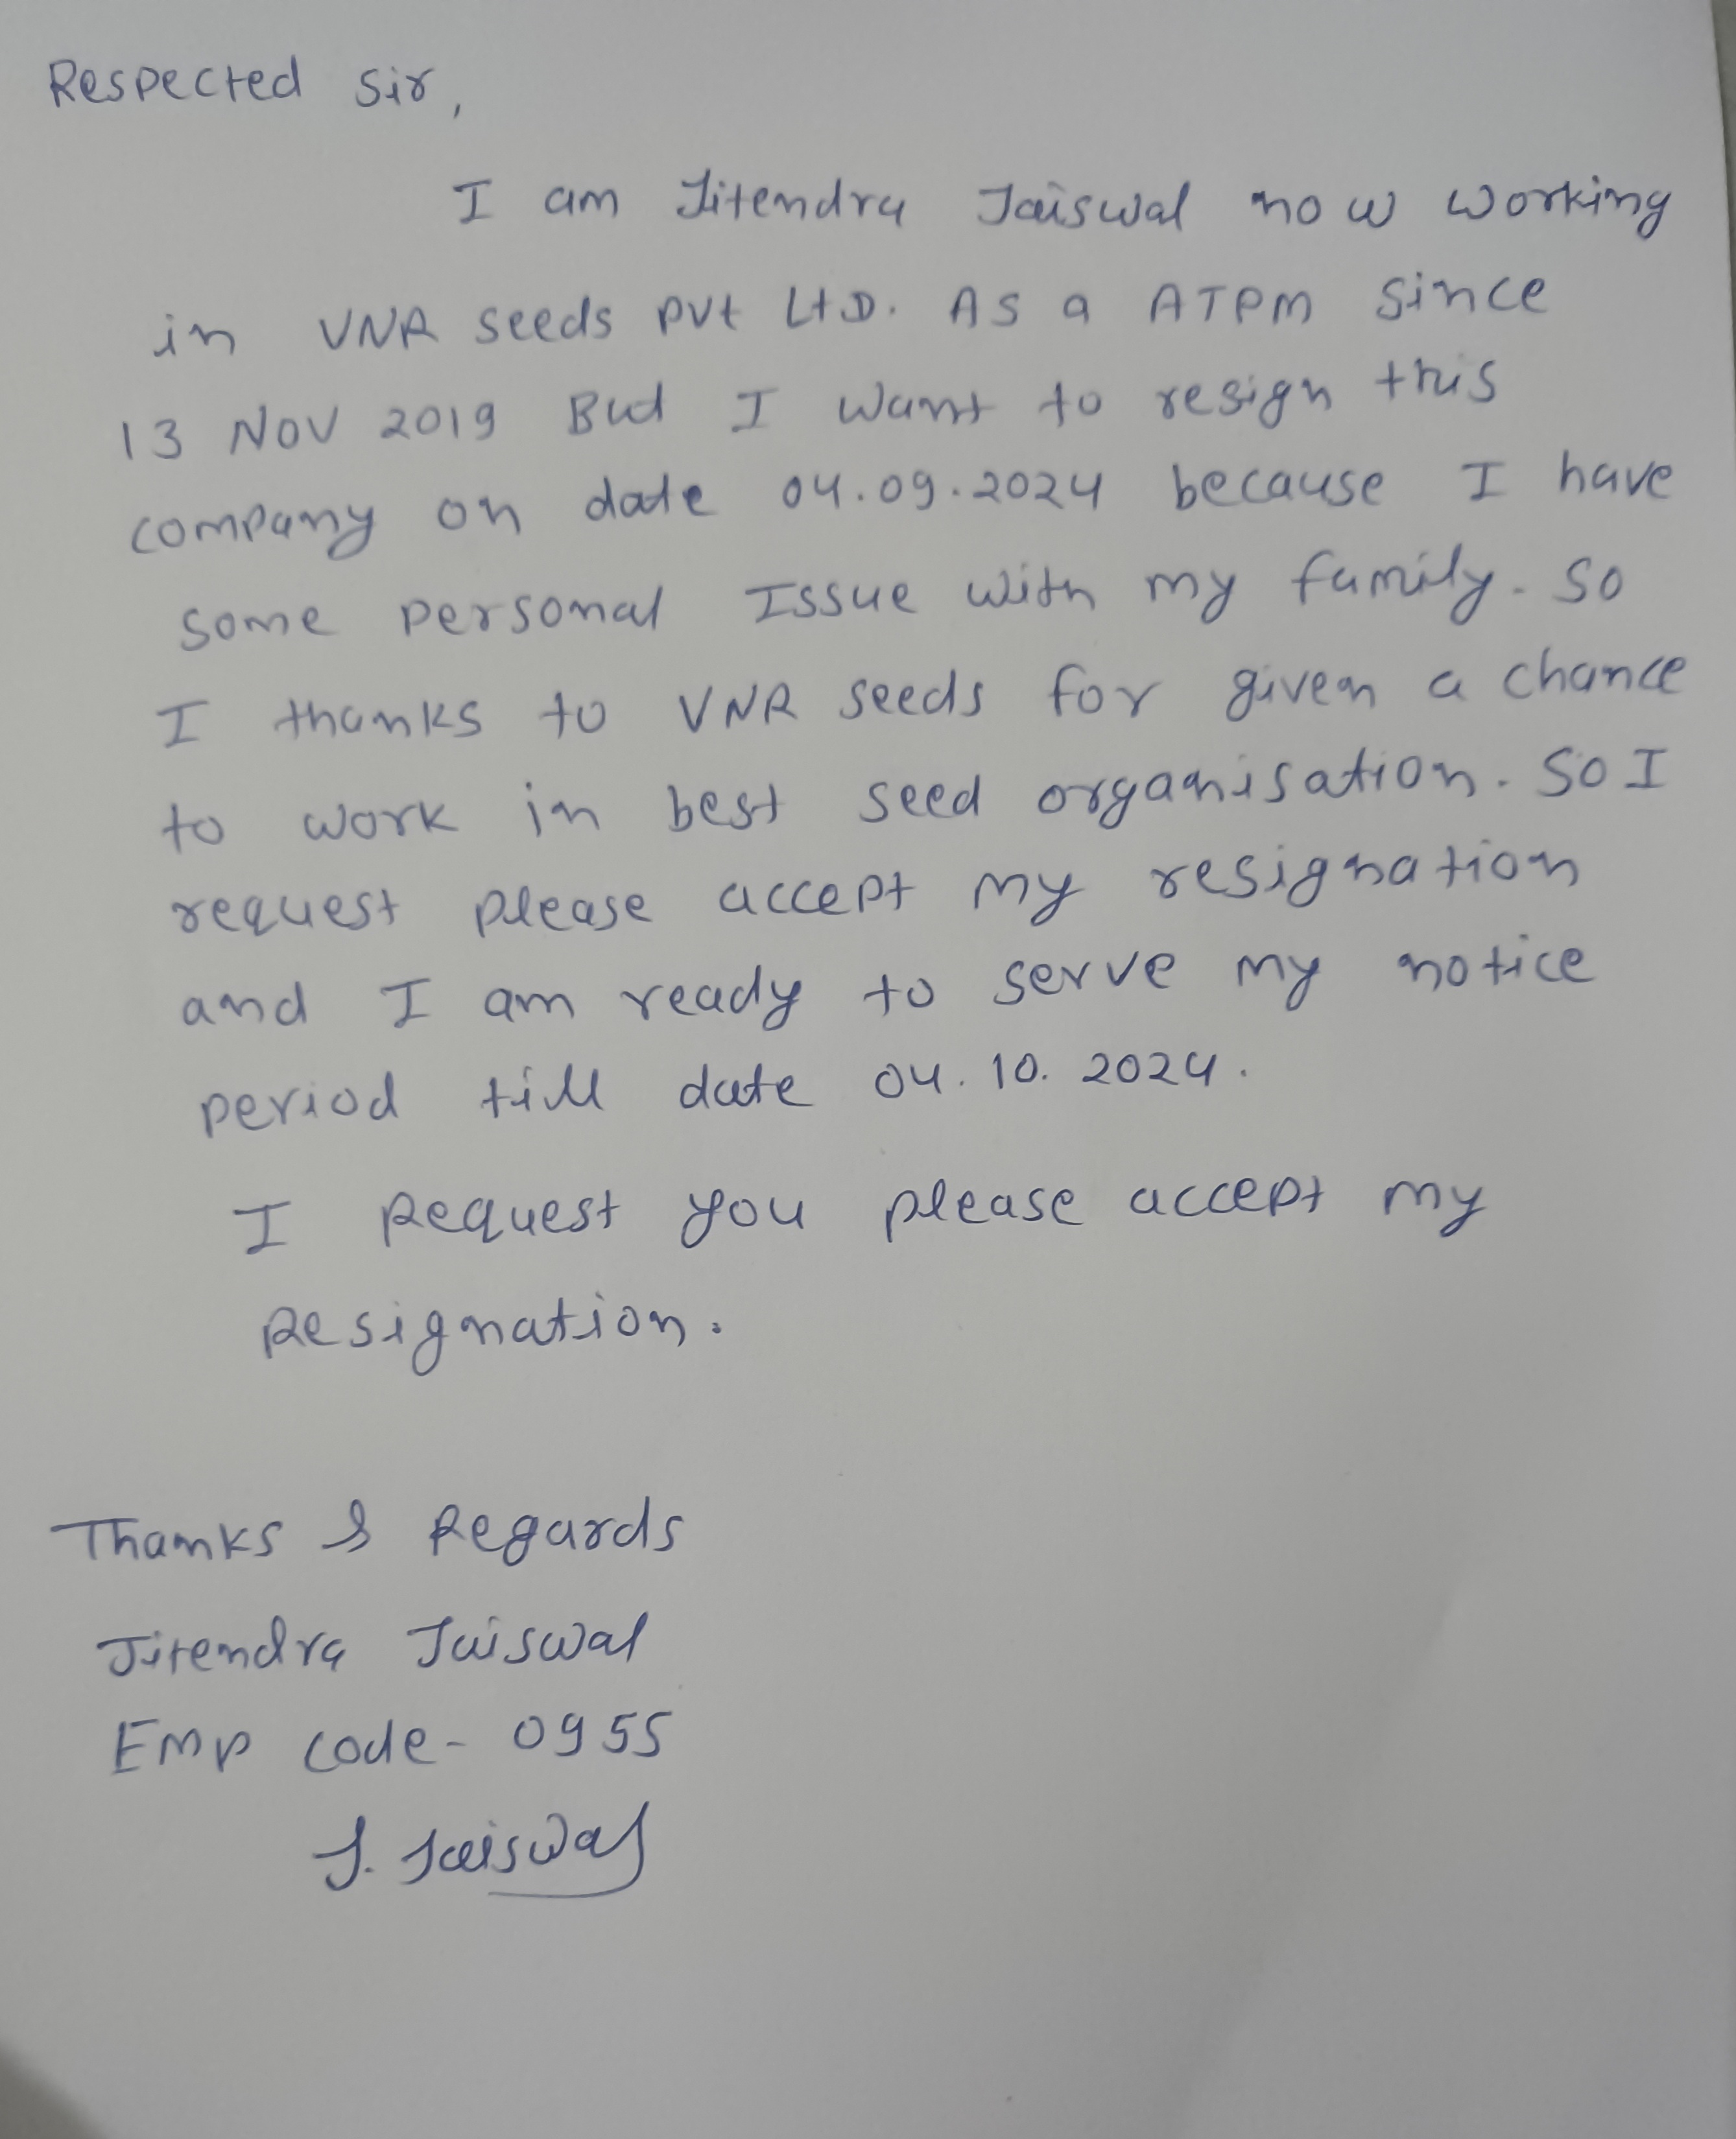 Respected Sir,
I am Jitendra Jaiswal now working
in VNR seeds pvt LtD. As a ATPM since
13 NOV 2019 But I want to resign this
company on date 04.09.2024 because I have
some personal Issue with my family. So
I thanks to VNR seeds for given a chance
to work in best seed organisation. So I
request please accept my resignation
and I am ready to serve my notice
period till date 04.10.2024.
I Request you please accept my
Resignation.
Thanks & Regards
Jitendra Jaiswal
Emp code- 0955
J. Jaiswal